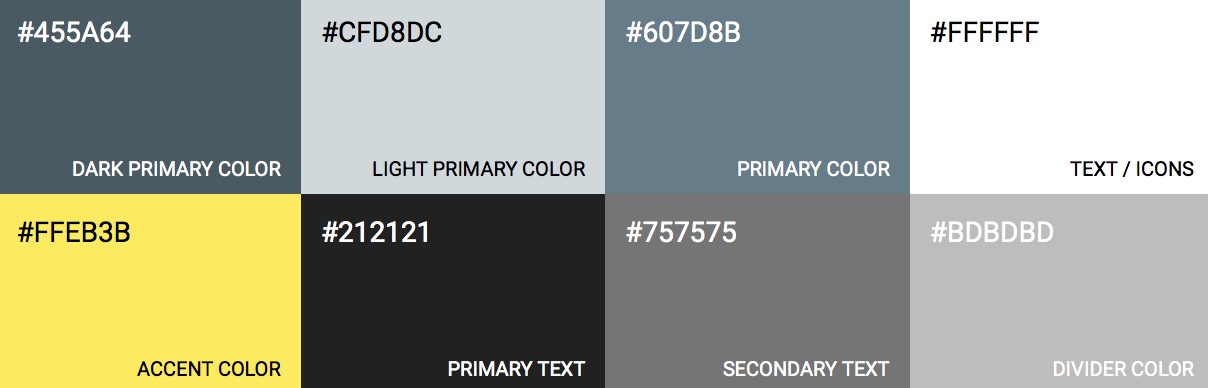 #455A64
DARK PRIMARY COLOR
#CFD8DC
LIGHT PRIMARY COLOR
#607D8B
PRIMARY COLOR
#FFFFFF
TEXT / ICONS
#FFEB3B
ACCENT COLOR
#212121
PRIMARY TEXT
#757575
SECONDARY TEXT
#BDBDBD
DIVIDER COLOR